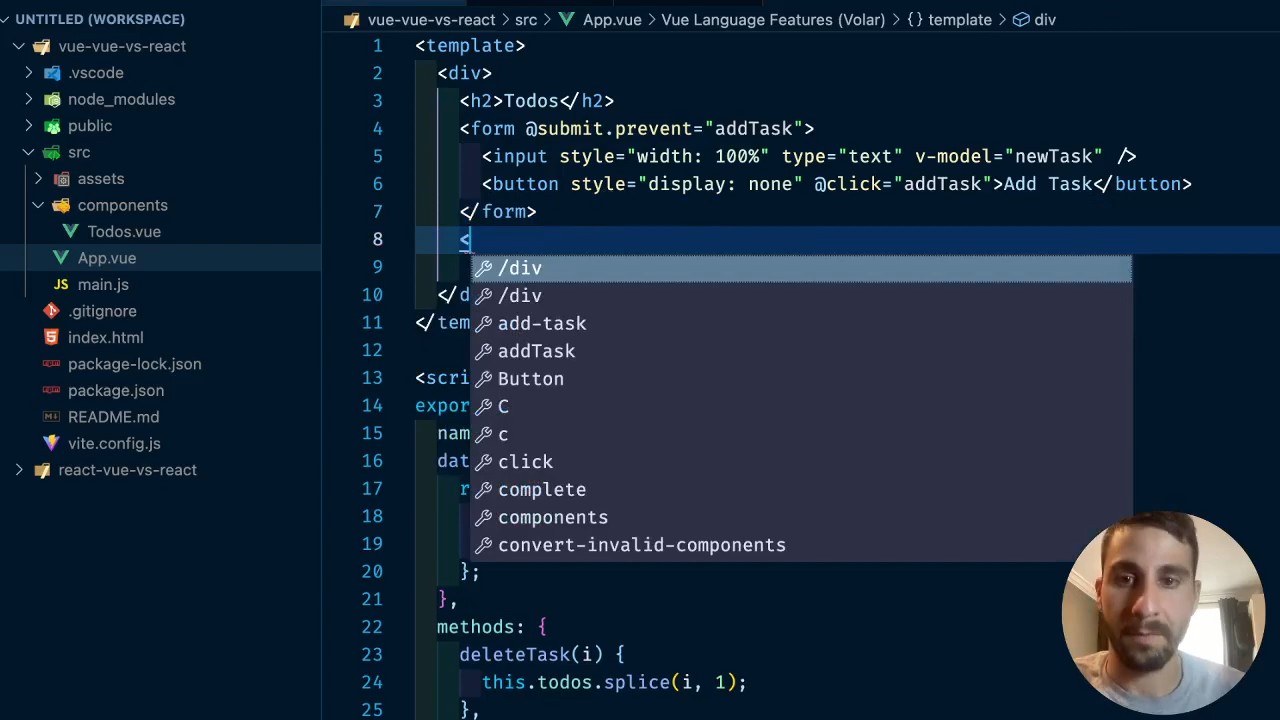 UNTITLED (WORKSPACE)
vue-vue-vs-react
.vscode
node_modules
public
src
assets
components
Todos.vue
App.vue
JS main.js
.gitignore
index.html
package-lock.json
package.json
README.md
vite.config.js
react-vue-vs-react
vue-vue-vs-react > src > App.vue > Vue Language Features (Volar) > {} template > div
1 <template>
2 <div>
3 <h2>Todos</h2>
4 <form @submit.prevent="addTask">
5 <input style="width: 100%" type="text" v-model="newTask" />
6 <button style="display: none" @click="addTask">Add Task</button>
7 </form>
8 <
9
10 </d
11 </tem
12
13 <scri
14 expor
15 nam
16 dat
17 r
18
19
20 };
21 },
22 methods: {
23 deleteTask(i) {
24 this.todos.splice(i, 1);
25 },
/div
/div
add-task
addTask
Button
C
c
click
complete
components
convert-invalid-components